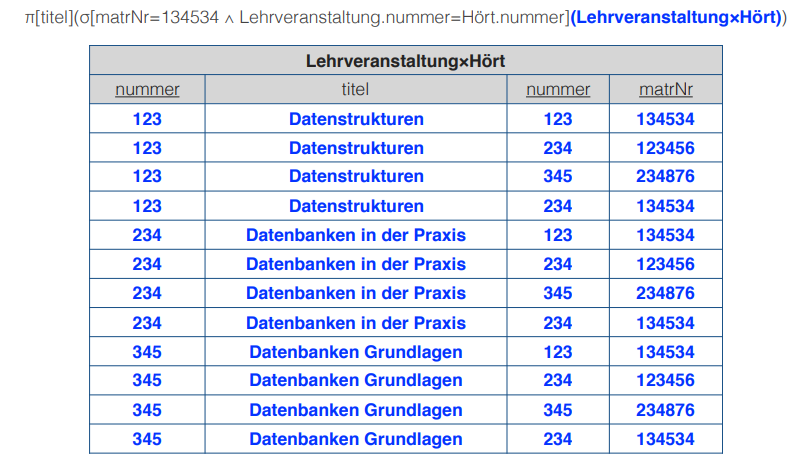 π[titel](σ[matrNr=134534 ∧ Lehrveranstaltung.nummer=Hört.nummer](Lehrveranstaltung×Hört))
Lehrveranstaltung×Hört
nummer titel nummer matrNr
123 Datenstrukturen 123 134534
123 Datenstrukturen 234 123456
123 Datenstrukturen 345 234876
123 Datenstrukturen 234 134534
234 Datenbanken in der Praxis 123 134534
234 Datenbanken in der Praxis 234 123456
234 Datenbanken in der Praxis 345 234876
234 Datenbanken in der Praxis 234 134534
345 Datenbanken Grundlagen 123 134534
345 Datenbanken Grundlagen 234 123456
345 Datenbanken Grundlagen 345 234876
345 Datenbanken Grundlagen 234 134534